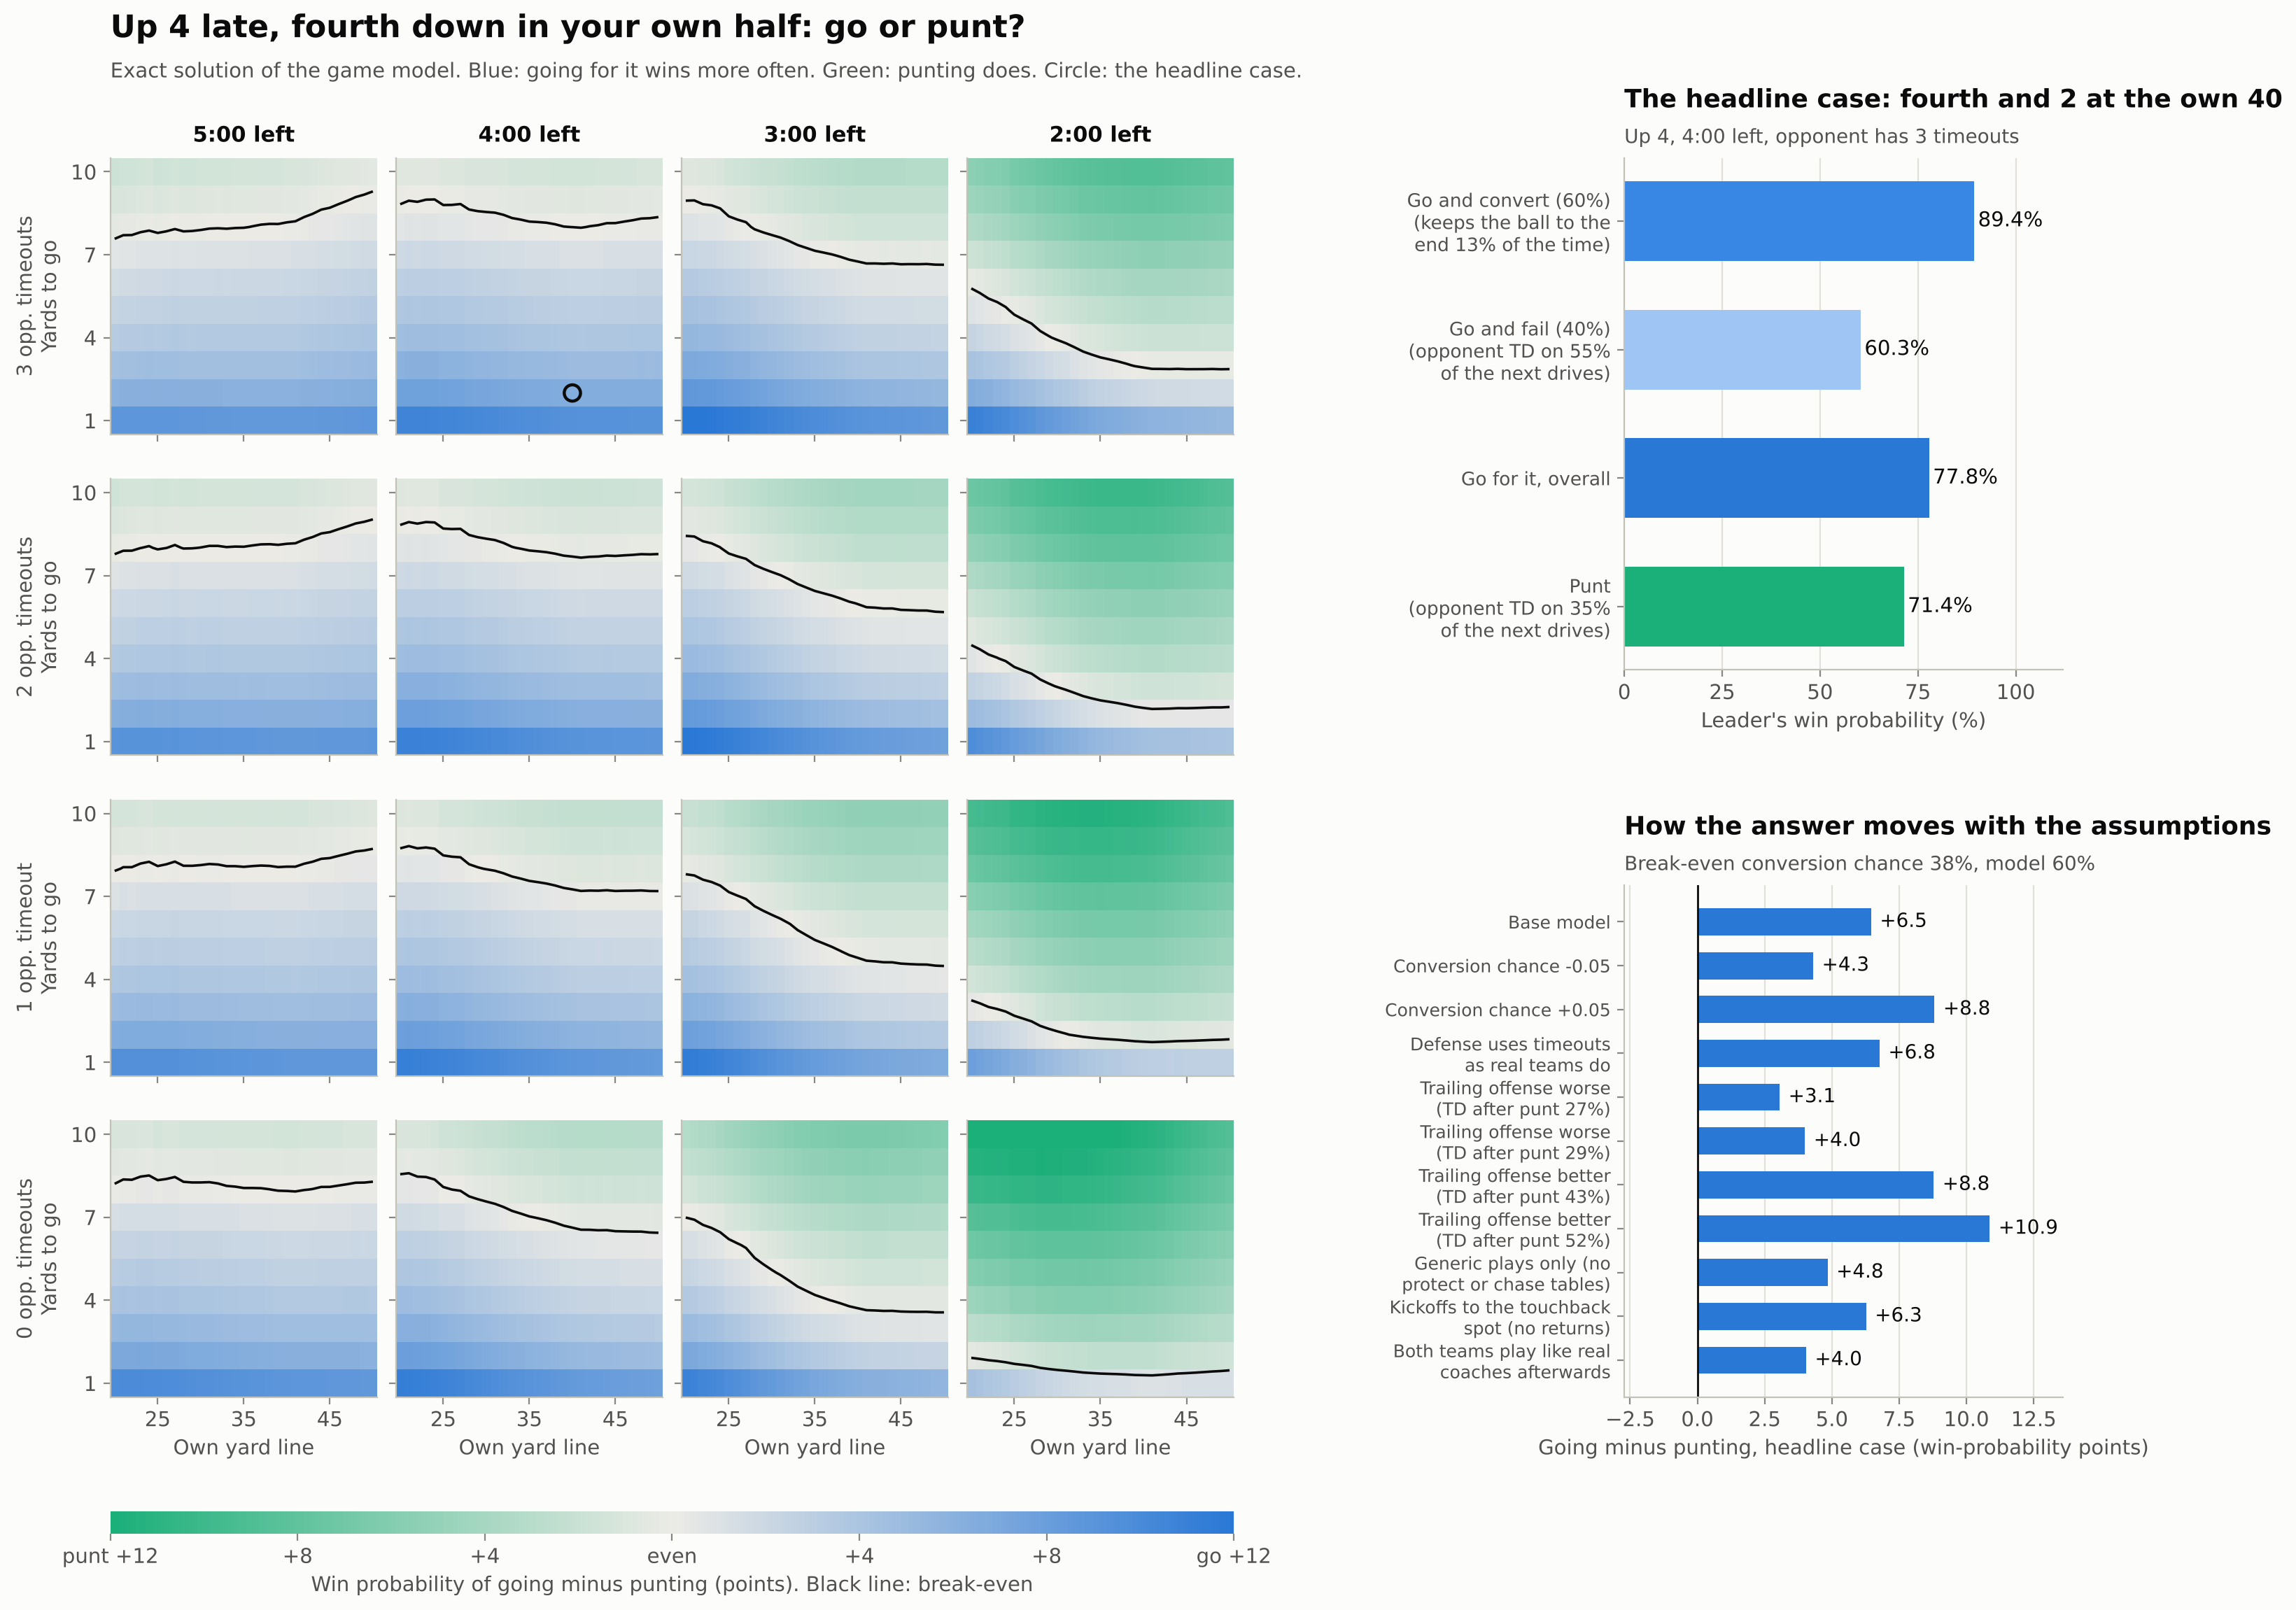 Up 4 late, fourth down in your own half: go or punt?
Exact solution of the game model. Blue: going for it wins more often. Green: punting does. Circle: the headline case.
5:00 left
4:00 left
3:00 left
2:00 left
3 opp. timeouts
Yards to go
10
7
4
1
2 opp. timeouts
Yards to go
10
7
4
1
1 opp. timeout
Yards to go
10
7
4
1
0 opp. timeouts
Yards to go
10
7
4
1
25 35 45
25 35 45
25 35 45
25 35 45
Own yard line
Own yard line
Own yard line
Own yard line
punt +12 +8 +4 even +4 +8 go +12
Win probability of going minus punting (points). Black line: break-even
The headline case: fourth and 2 at the own 40
Up 4, 4:00 left, opponent has 3 timeouts
Go and convert (60%)
(keeps the ball to the
end 13% of the time)
89.4%
Go and fail (40%)
(opponent TD on 55%
of the next drives)
60.3%
Go for it, overall
77.8%
Punt
(opponent TD on 35%
of the next drives)
71.4%
0 25 50 75 100
Leader's win probability (%)
How the answer moves with the assumptions
Break-even conversion chance 38%, model 60%
Base model
+6.5
Conversion chance -0.05
+4.3
Conversion chance +0.05
+8.8
Defense uses timeouts
as real teams do
+6.8
Trailing offense worse
(TD after punt 27%)
+3.1
Trailing offense worse
(TD after punt 29%)
+4.0
Trailing offense better
(TD after punt 43%)
+8.8
Trailing offense better
(TD after punt 52%)
+10.9
Generic plays only (no
protect or chase tables)
+4.8
Kickoffs to the touchback
spot (no returns)
+6.3
Both teams play like real
coaches afterwards
+4.0
−2.5 0.0 2.5 5.0 7.5 10.0 12.5
Going minus punting, headline case (win-probability points)